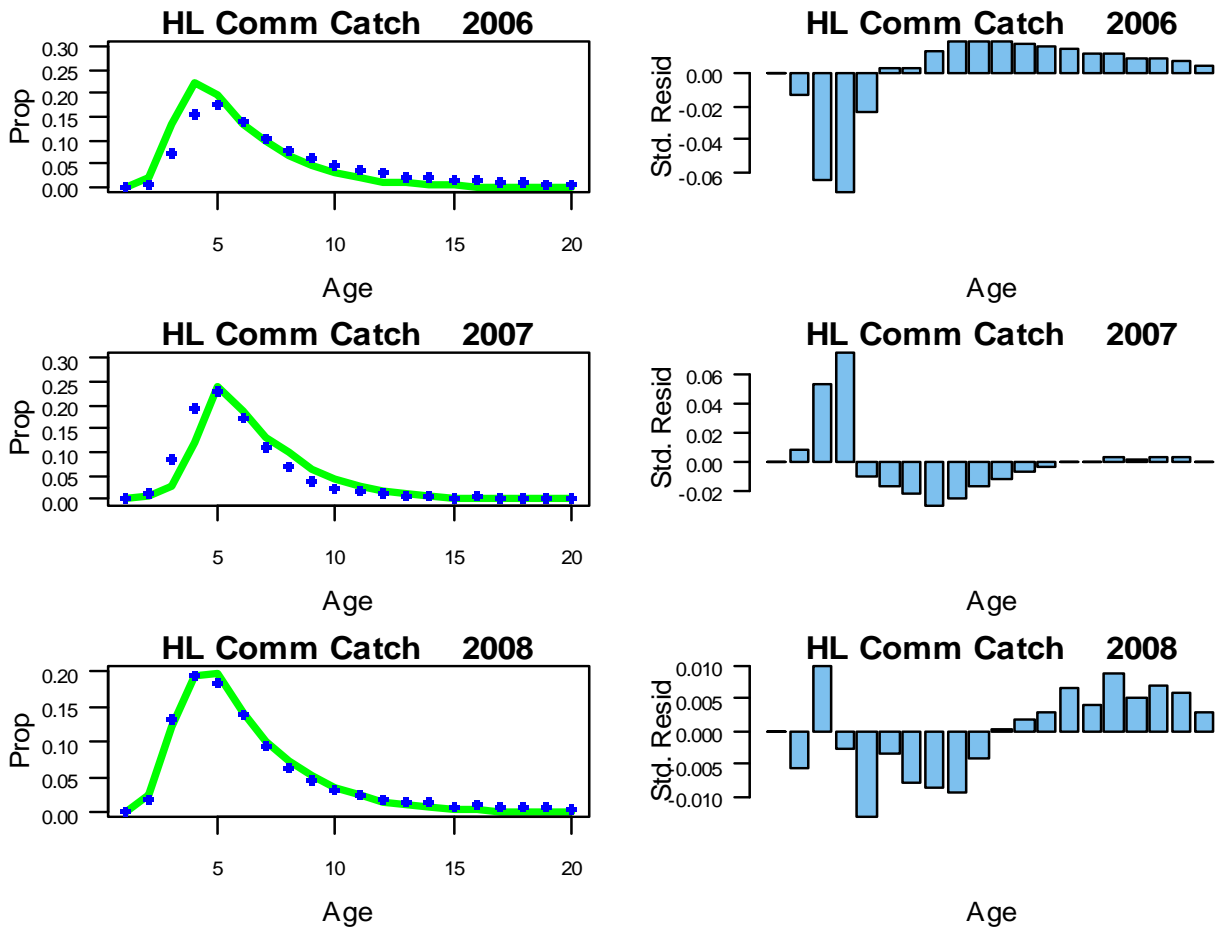 HL Comm Catch 2006
Prop
0.30
0.25
0.20
0.15
0.10
0.05
0.00
5 10 15 20
Age
HL Comm Catch 2006
Std. Resid
0.00
-0.02
-0.04
-0.06
Age
HL Comm Catch 2007
Prop
0.30
0.25
0.20
0.15
0.10
0.05
0.00
5 10 15 20
Age
HL Comm Catch 2007
Std. Resid
0.06
0.04
0.02
0.00
-0.02
Age
HL Comm Catch 2008
Prop
0.20
0.15
0.10
0.05
0.00
5 10 15 20
Age
HL Comm Catch 2008
Std. Resid
0.010
0.005
0.000
-0.005
-0.010
Age